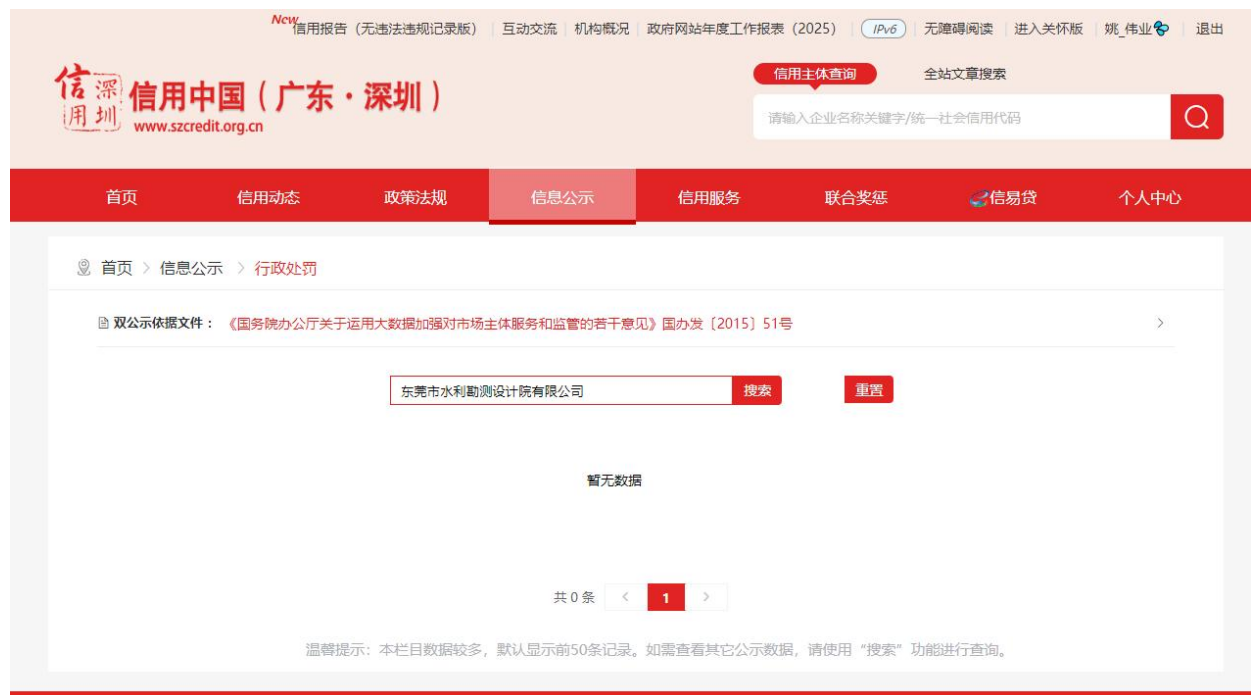 New
信用报告（无违法违规记录版） 互动交流 机构概况 政府网站年度工作报表（2025） IPv6 无障碍阅读 进入关怀版 姚_伟业 退出
信用 深圳
信用中国（广东·深圳）
www.szcredit.org.cn
信用主体查询 全站文章搜索
请输入企业名称关键字/统一社会信用代码
首页 信用动态 政策法规 信息公示 信用服务 联合奖惩 信易贷 个人中心
首页 > 信息公示 > 行政处罚
双公示依据文件： 《国务院办公厅关于运用大数据加强对市场主体服务和监管的若干意见》国办发〔2015〕51号 >
东莞市水利勘测设计院有限公司 搜索 重置
暂无数据
共 0 条 < 1 >
温馨提示：本栏目数据较多，默认显示前50条记录。如需查看其它公示数据，请使用“搜索”功能进行查询。